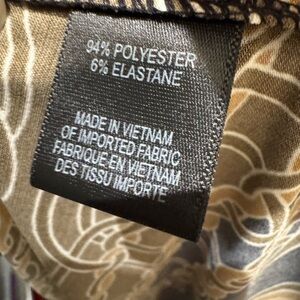 94% POLYESTER
6% ELASTANE
MADE IN VIETNAM
OF IMPORTED FABRIC
FABRIQUE EN VIETNAM
DES TISSU IMPORTE